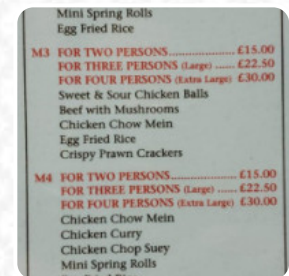 Mini Spring Rolls
Egg Fried Rice
M3 FOR TWO PERSONS.................... £15.00
FOR THREE PERSONS (Large) ...... £22.50
FOR FOUR PERSONS (Extra Large) £30.00
Sweet & Sour Chicken Balls
Beef with Mushrooms
Chicken Chow Mein
Egg Fried Rice
Crispy Prawn Crackers
M4 FOR TWO PERSONS.................... £15.00
FOR THREE PERSONS (Large) ...... £22.50
FOR FOUR PERSONS (Extra Large) £30.00
Chicken Chow Mein
Chicken Curry
Chicken Chop Suey
Mini Spring Rolls